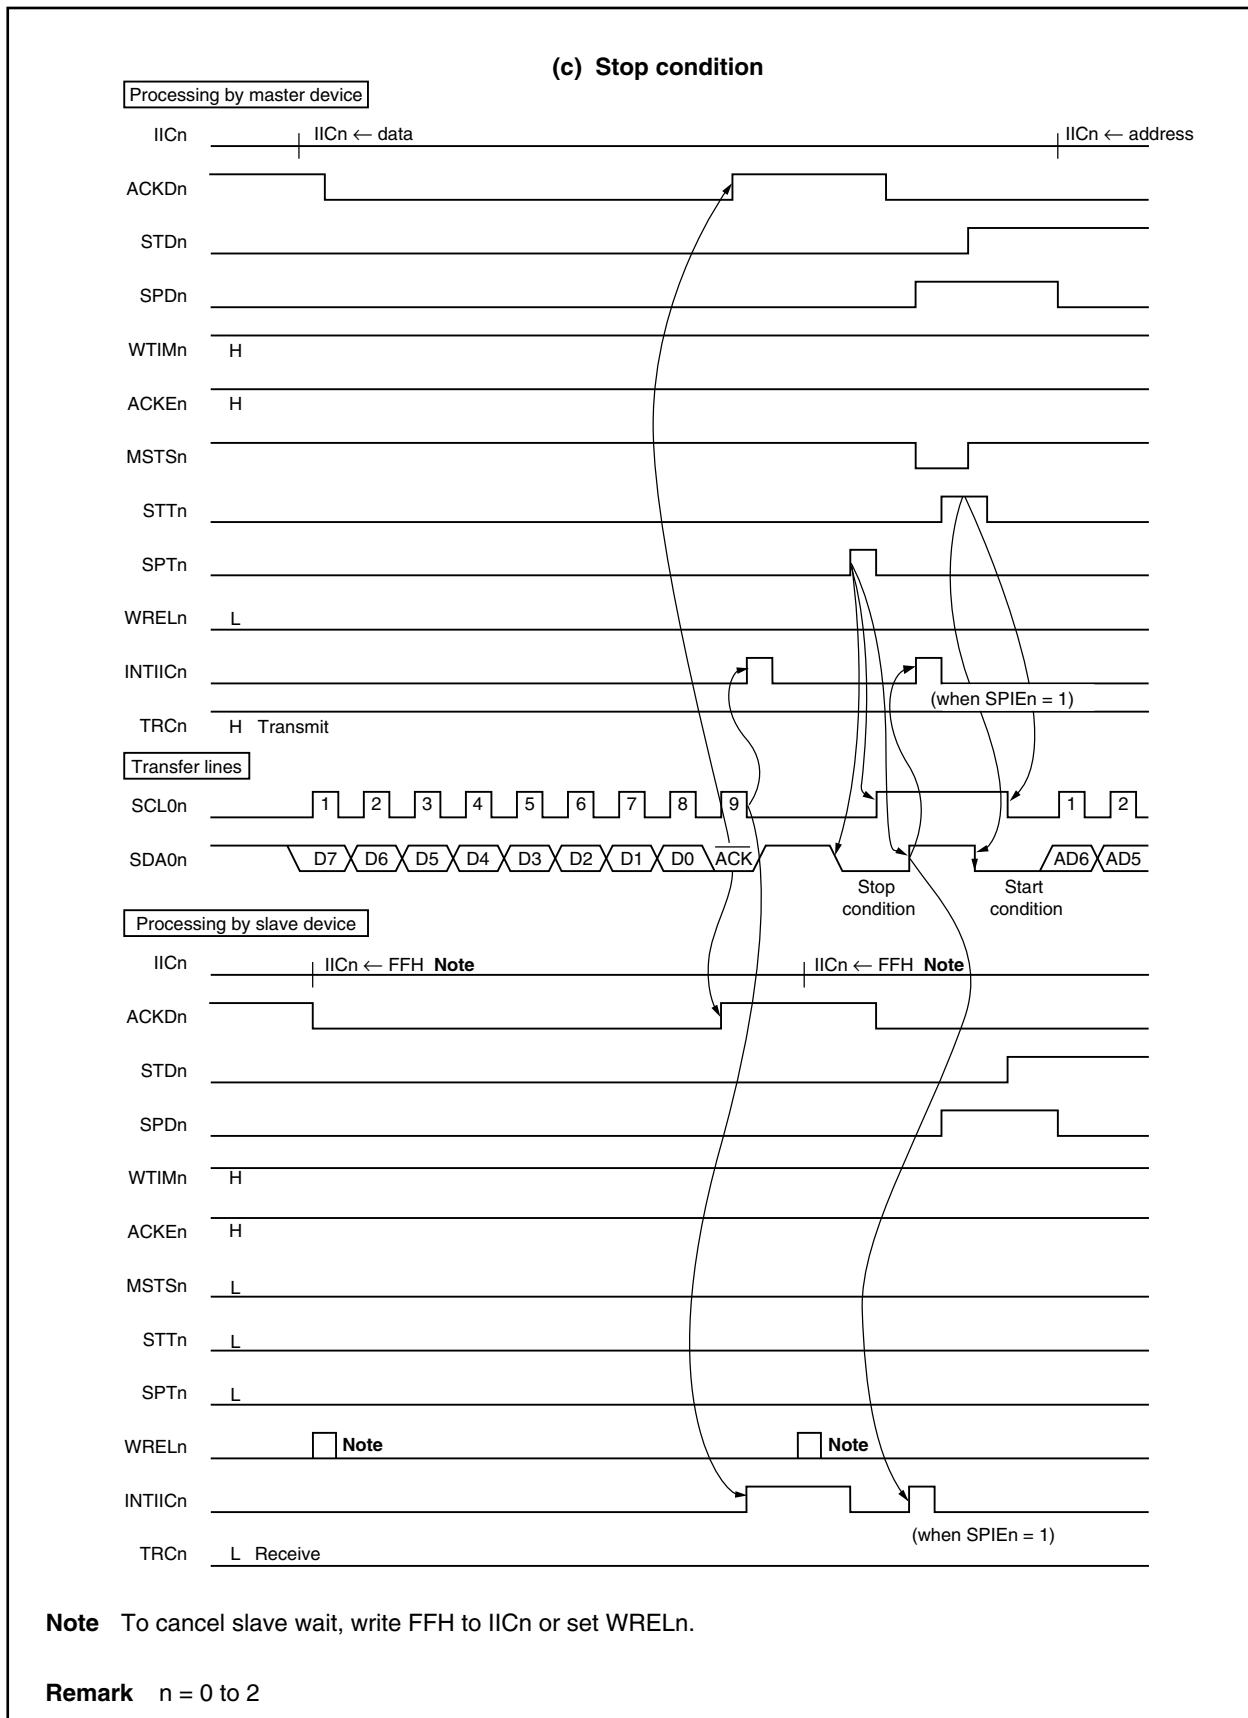 (c) Stop condition
Processing by master device
IICn IICn ← data IICn ← address
ACKDn
STDn
SPDn
WTIMn H
ACKEn H
MSTSn
STTn
SPTn
WRELn L
INTIICn
(when SPIEn = 1)
TRCn H Transmit
Transfer lines
SCL0n 1 2 3 4 5 6 7 8 9 1 2
SDA0n D7 D6 D5 D4 D3 D2 D1 D0 ACK AD6 AD5
Stop Start
condition condition
Processing by slave device
IICn IICn ← FFH Note IICn ← FFH Note
ACKDn
STDn
SPDn
WTIMn H
ACKEn H
MSTSn L
STTn L
SPTn L
WRELn Note Note
INTIICn
(when SPIEn = 1)
TRCn L Receive
Note To cancel slave wait, write FFH to IICn or set WRELn.
Remark n = 0 to 2